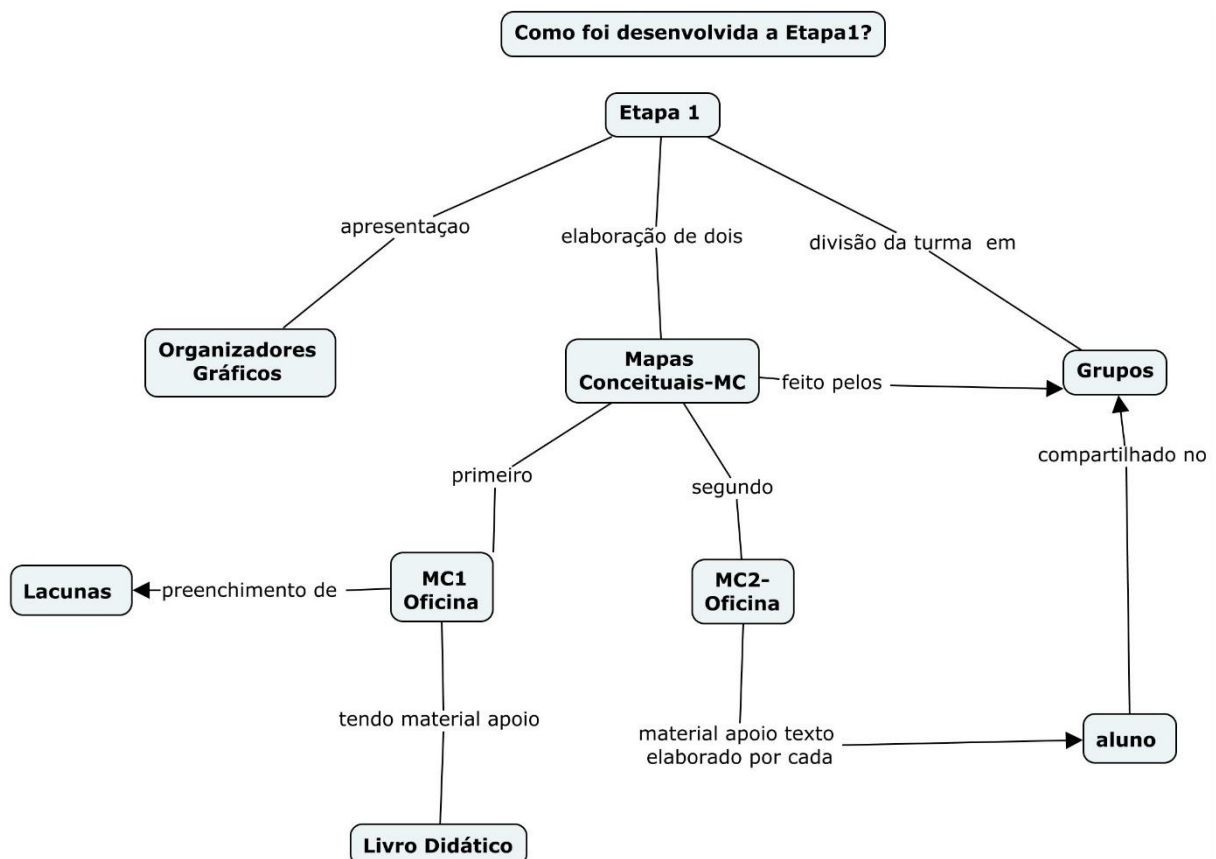 Como foi desenvolvida a Etapa1?
Etapa 1
apresentaçao
elaboração de dois
divisão da turma em
Organizadores
Gráficos
Mapas
Conceituais-MC
feito pelos
Grupos
compartilhado no
primeiro
segundo
Lacunas
preenchimento de
MC1
Oficina
MC2-
Oficina
tendo material apoio
material apoio texto
elaborado por cada
aluno
Livro Didático